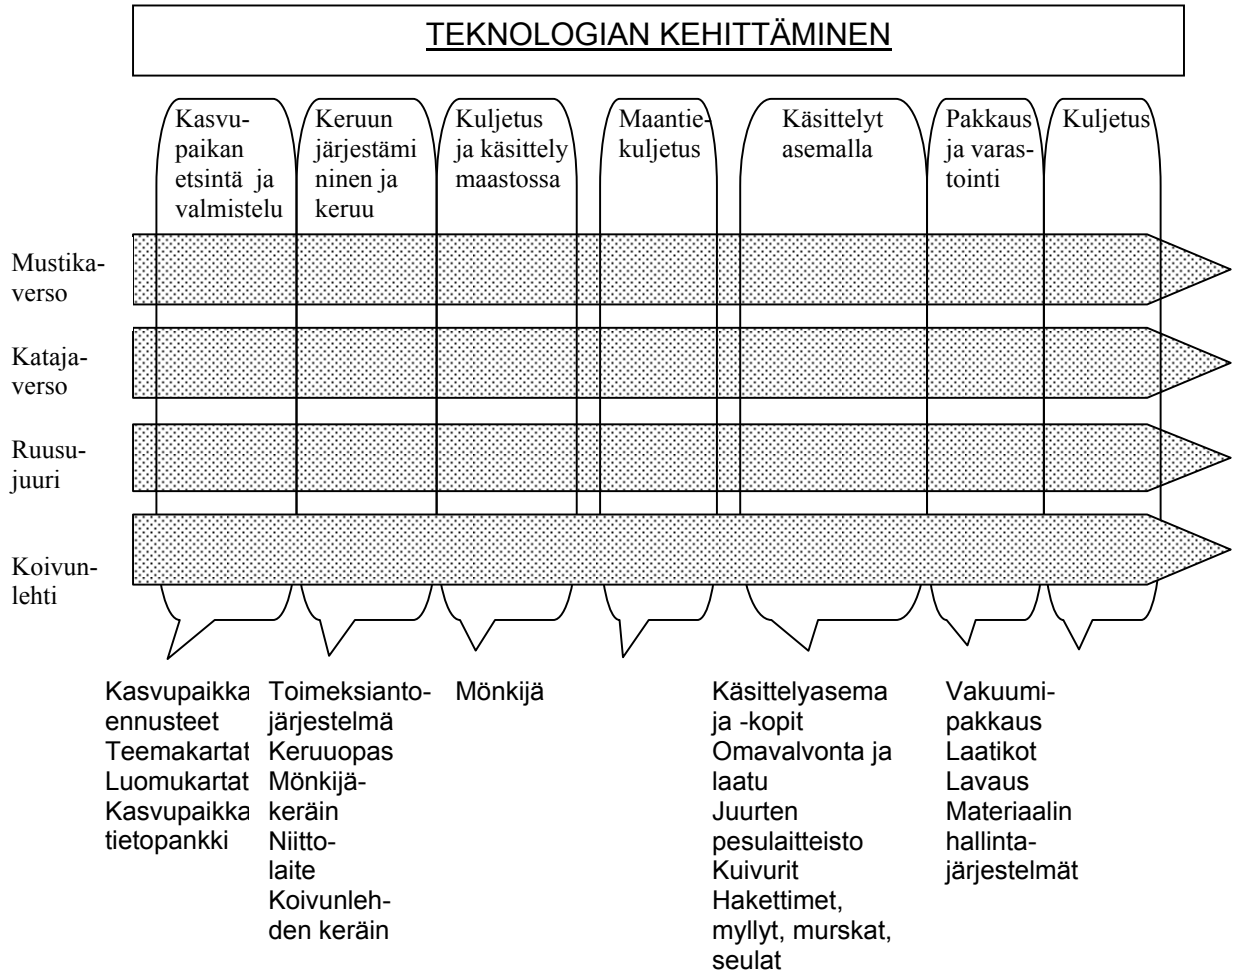 TEKNOLOGIAN KEHITTÄMINEN
Kasvu-
paikan
etsintä ja
valmistelu
Keruun
järjestämi
ninen ja
keruu
Kuljetus
ja käsittely
maastossa
Maantie-
kuljetus
Käsittelyt
asemalla
Pakkaus
ja varas-
tointi
Kuljetus
Mustika-
verso
Kataja-
verso
Ruusu-
juuri
Koivun-
lehti
Kasvupaikka
ennusteet
Teemakartat
Luomukartat
Kasvupaikka
tietopankki
Toimeksianto-
järjestelmä
Keruuopas
Mönkijä-
keräin
Niitto-
laite
Koivunleh-
den keräin
Mönkijä
Käsittelyasema
ja -kopit
Omavalvonta ja
laatu
Juurten
pesulaitteisto
Kuivurit
Hakettimet,
myllyt, murskat,
seulat
Vakuumi-
pakkaus
Laatikot
Lavaus
Materiaalin
hallinta-
järjestelmät